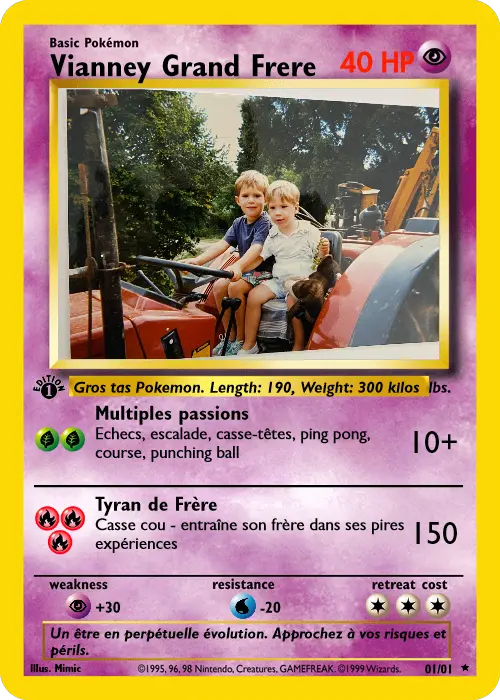 Basic Pokémon
Vianney Grand Frere 40 HP
EDITION 1
Gros tas Pokemon. Length: 190, Weight: 300 kilos lbs.
Multiples passions
Echecs, escalade, casse-têtes, ping pong,
course, punching ball
10+
Tyran de Frère
Casse cou - entraîne son frère dans ses pires
expériences
150
weakness resistance retreat cost
+30 -20
Un être en perpétuelle évolution. Approchez à vos risques et
périls.
Illus. Mimic ©1995, 96, 98 Nintendo, Creatures, GAMEFREAK. ©1999 Wizards. 01/01